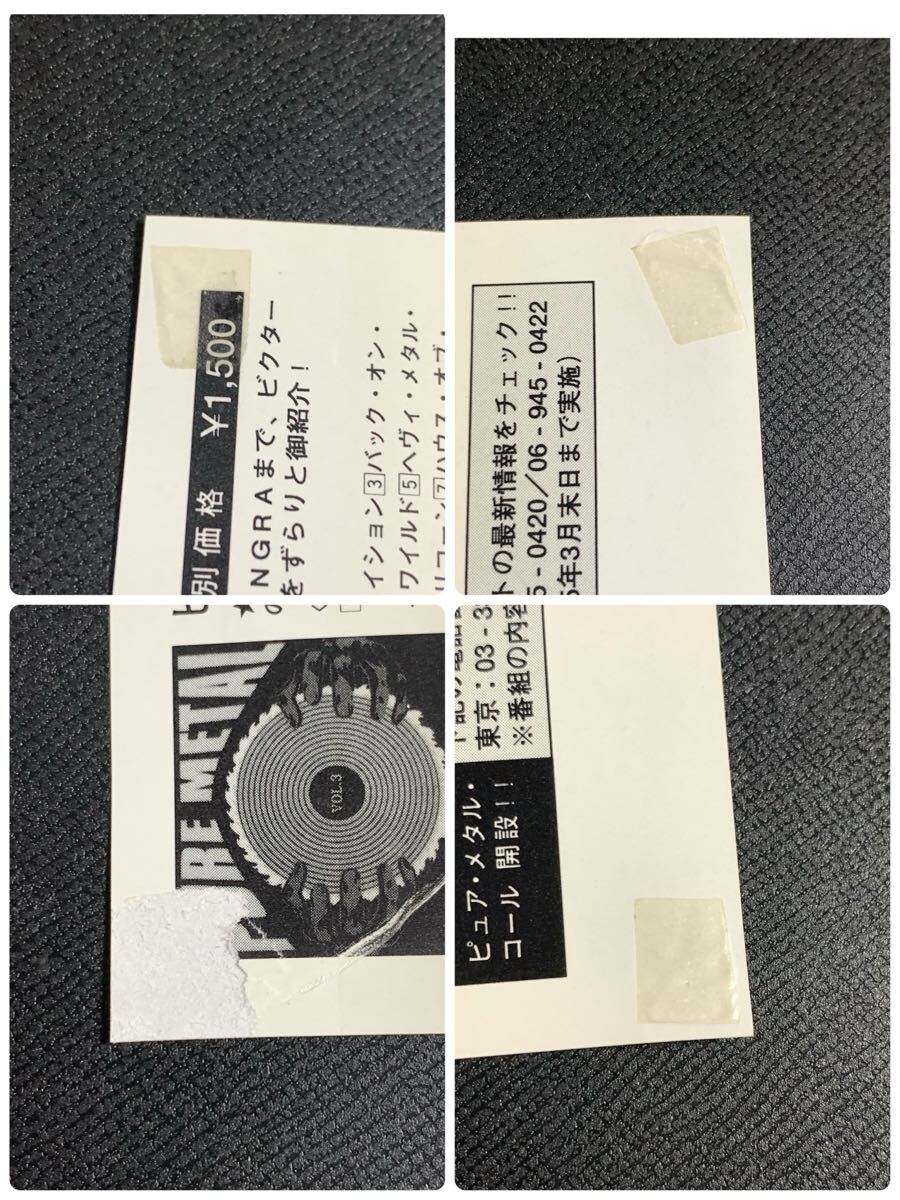 別価格 ¥1,500
NGRAまで、ビクター
をずらりと御紹介！
イション3バック・オン・
ワイルド5ヘヴィ・メタル・
トの最新情報をチェック!!
5-0420/06-945-0422
5年3月末日まで実施）
PURE METAL
VOL.3
東京：03-3
※番組の内容
ピュア・メタル・
コール 開設!!